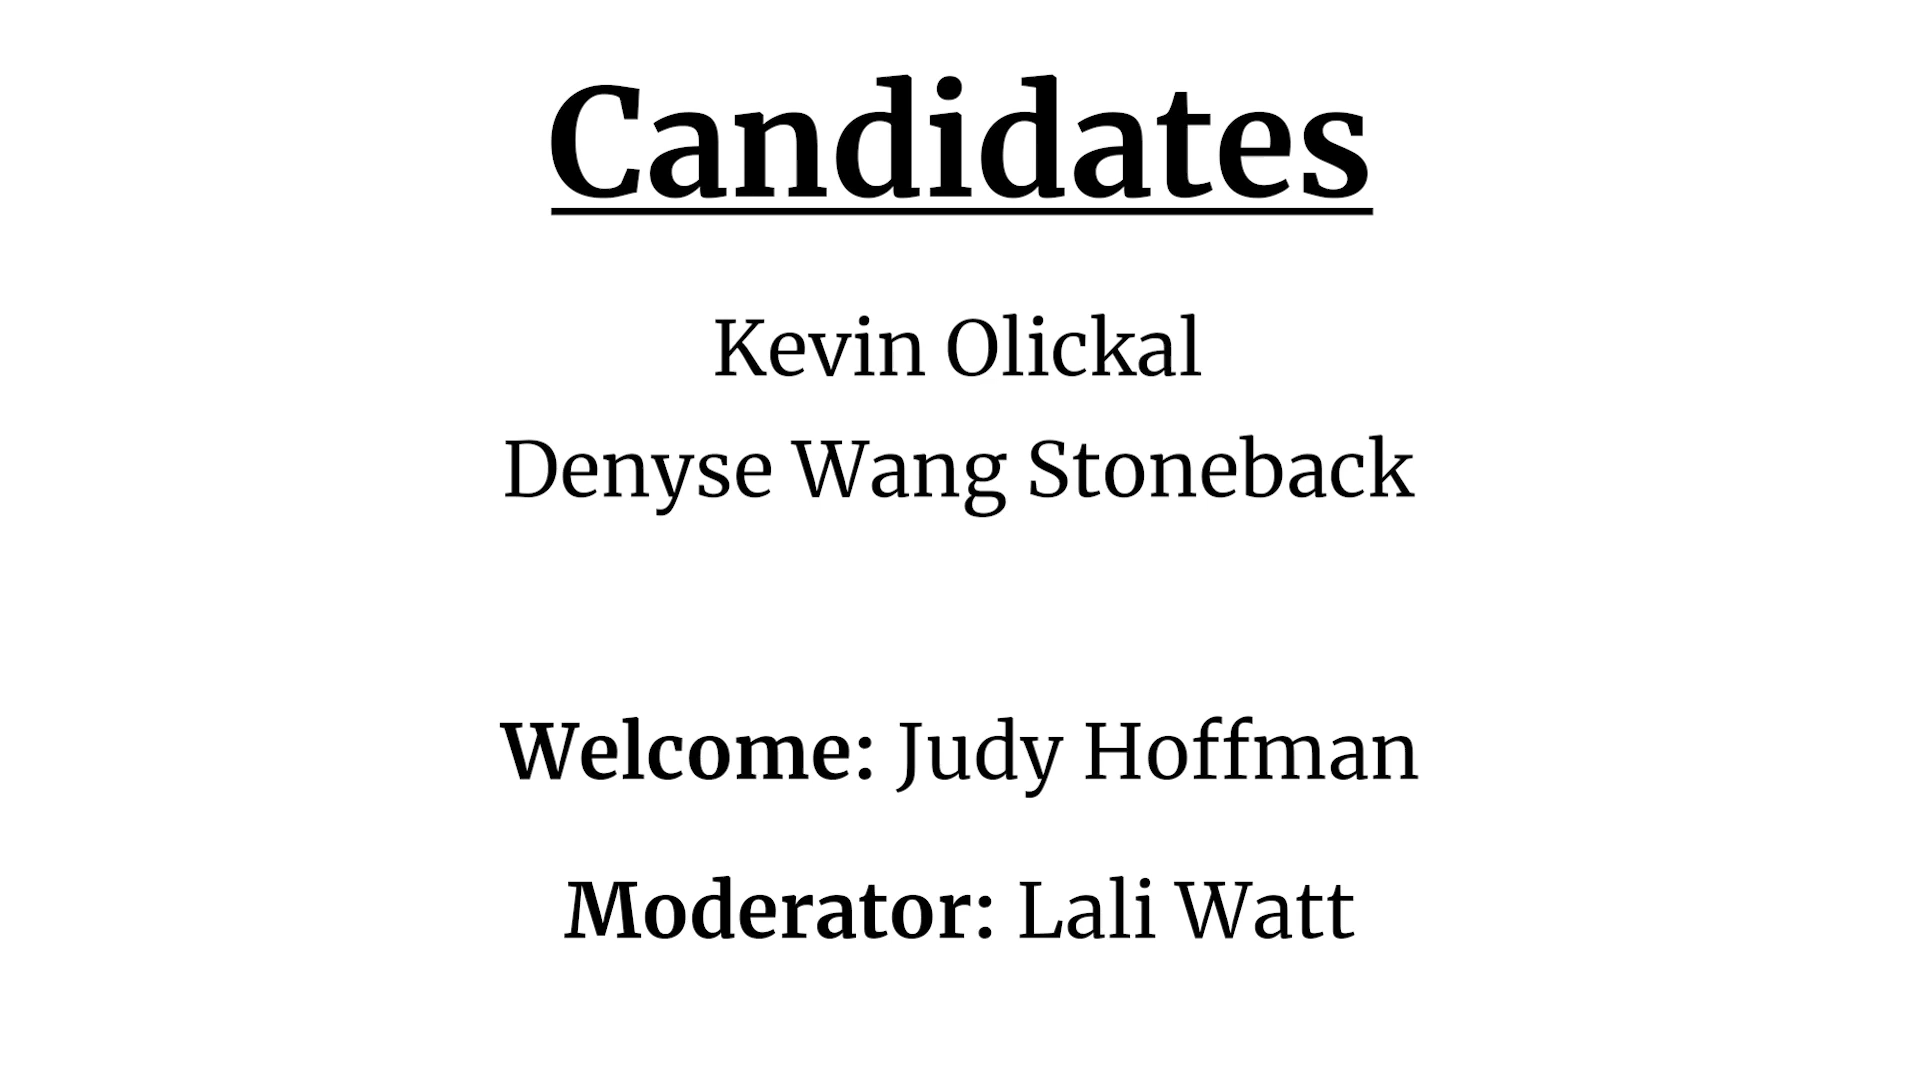 Candidates
Kevin Olickal
Denyse Wang Stoneback
Welcome: Judy Hoffman
Moderator: Lali Watt